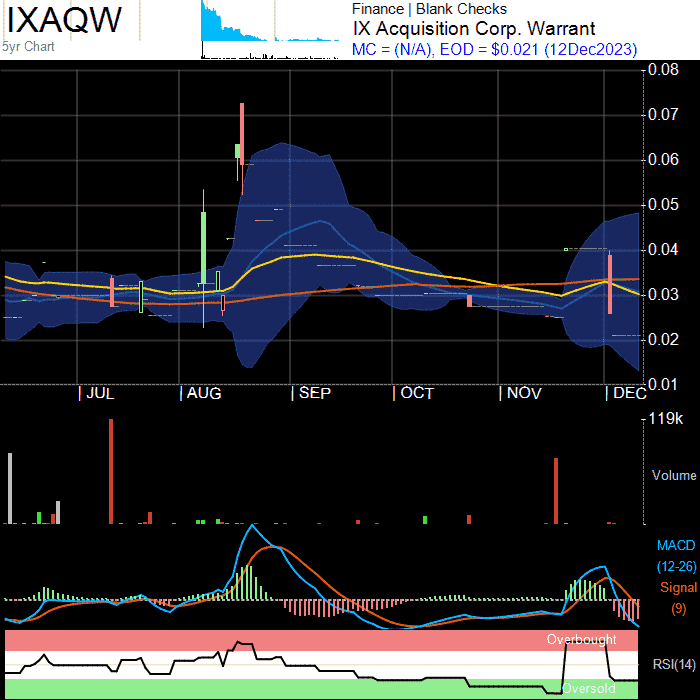 IXAQW
5yr Chart
Finance | Blank Checks
IX Acquisition Corp. Warrant
MC = (N/A), EOD = $0.021 (12Dec2023)
0.08
0.07
0.06
0.05
0.04
0.03
0.02
0.01
| JUL | AUG | SEP | OCT | NOV | DEC
119k
Volume
MACD
(12-26)
Signal
(9)
Overbought
RSI(14)
Oversold